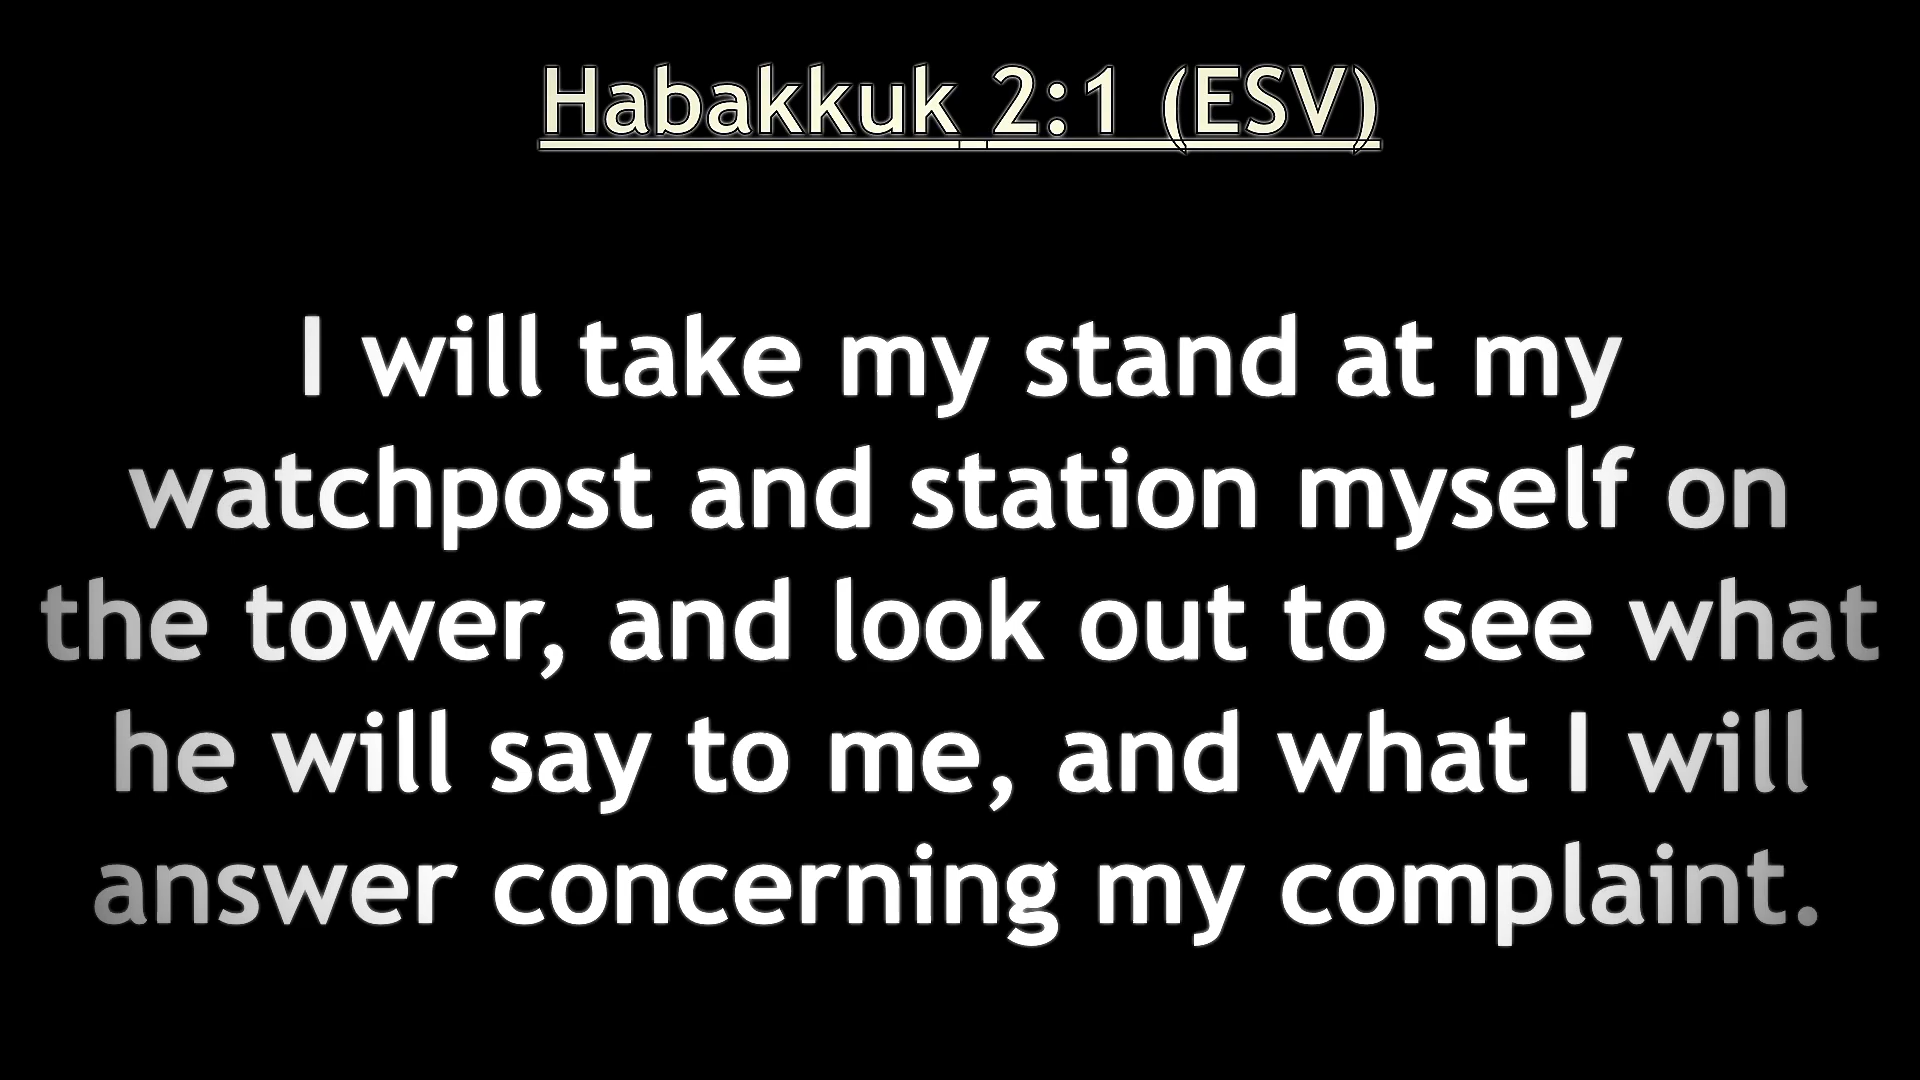 Habakkuk 2:1 (ESV)
I will take my stand at my
watchpost and station myself on
the tower, and look out to see what
he will say to me, and what I will
answer concerning my complaint.